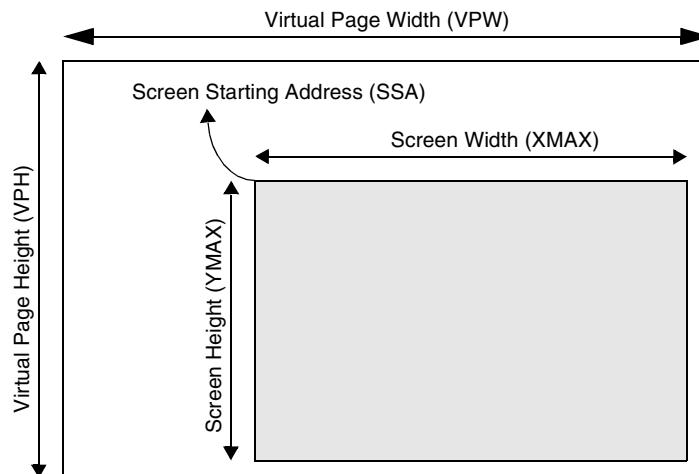 Virtual Page Width (VPW)
Screen Starting Address (SSA)
Screen Width (XMAX)
Virtual Page Height (VPH)
Screen Height (YMAX)